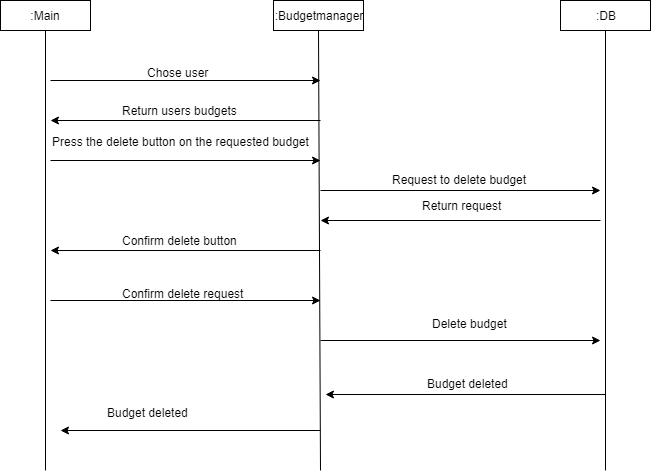 :Main
:Budgetmanager
:DB
Chose user
Return users budgets
Press the delete button on the requested budget
Request to delete budget
Return request
Confirm delete button
Confirm delete request
Delete budget
Budget deleted
Budget deleted